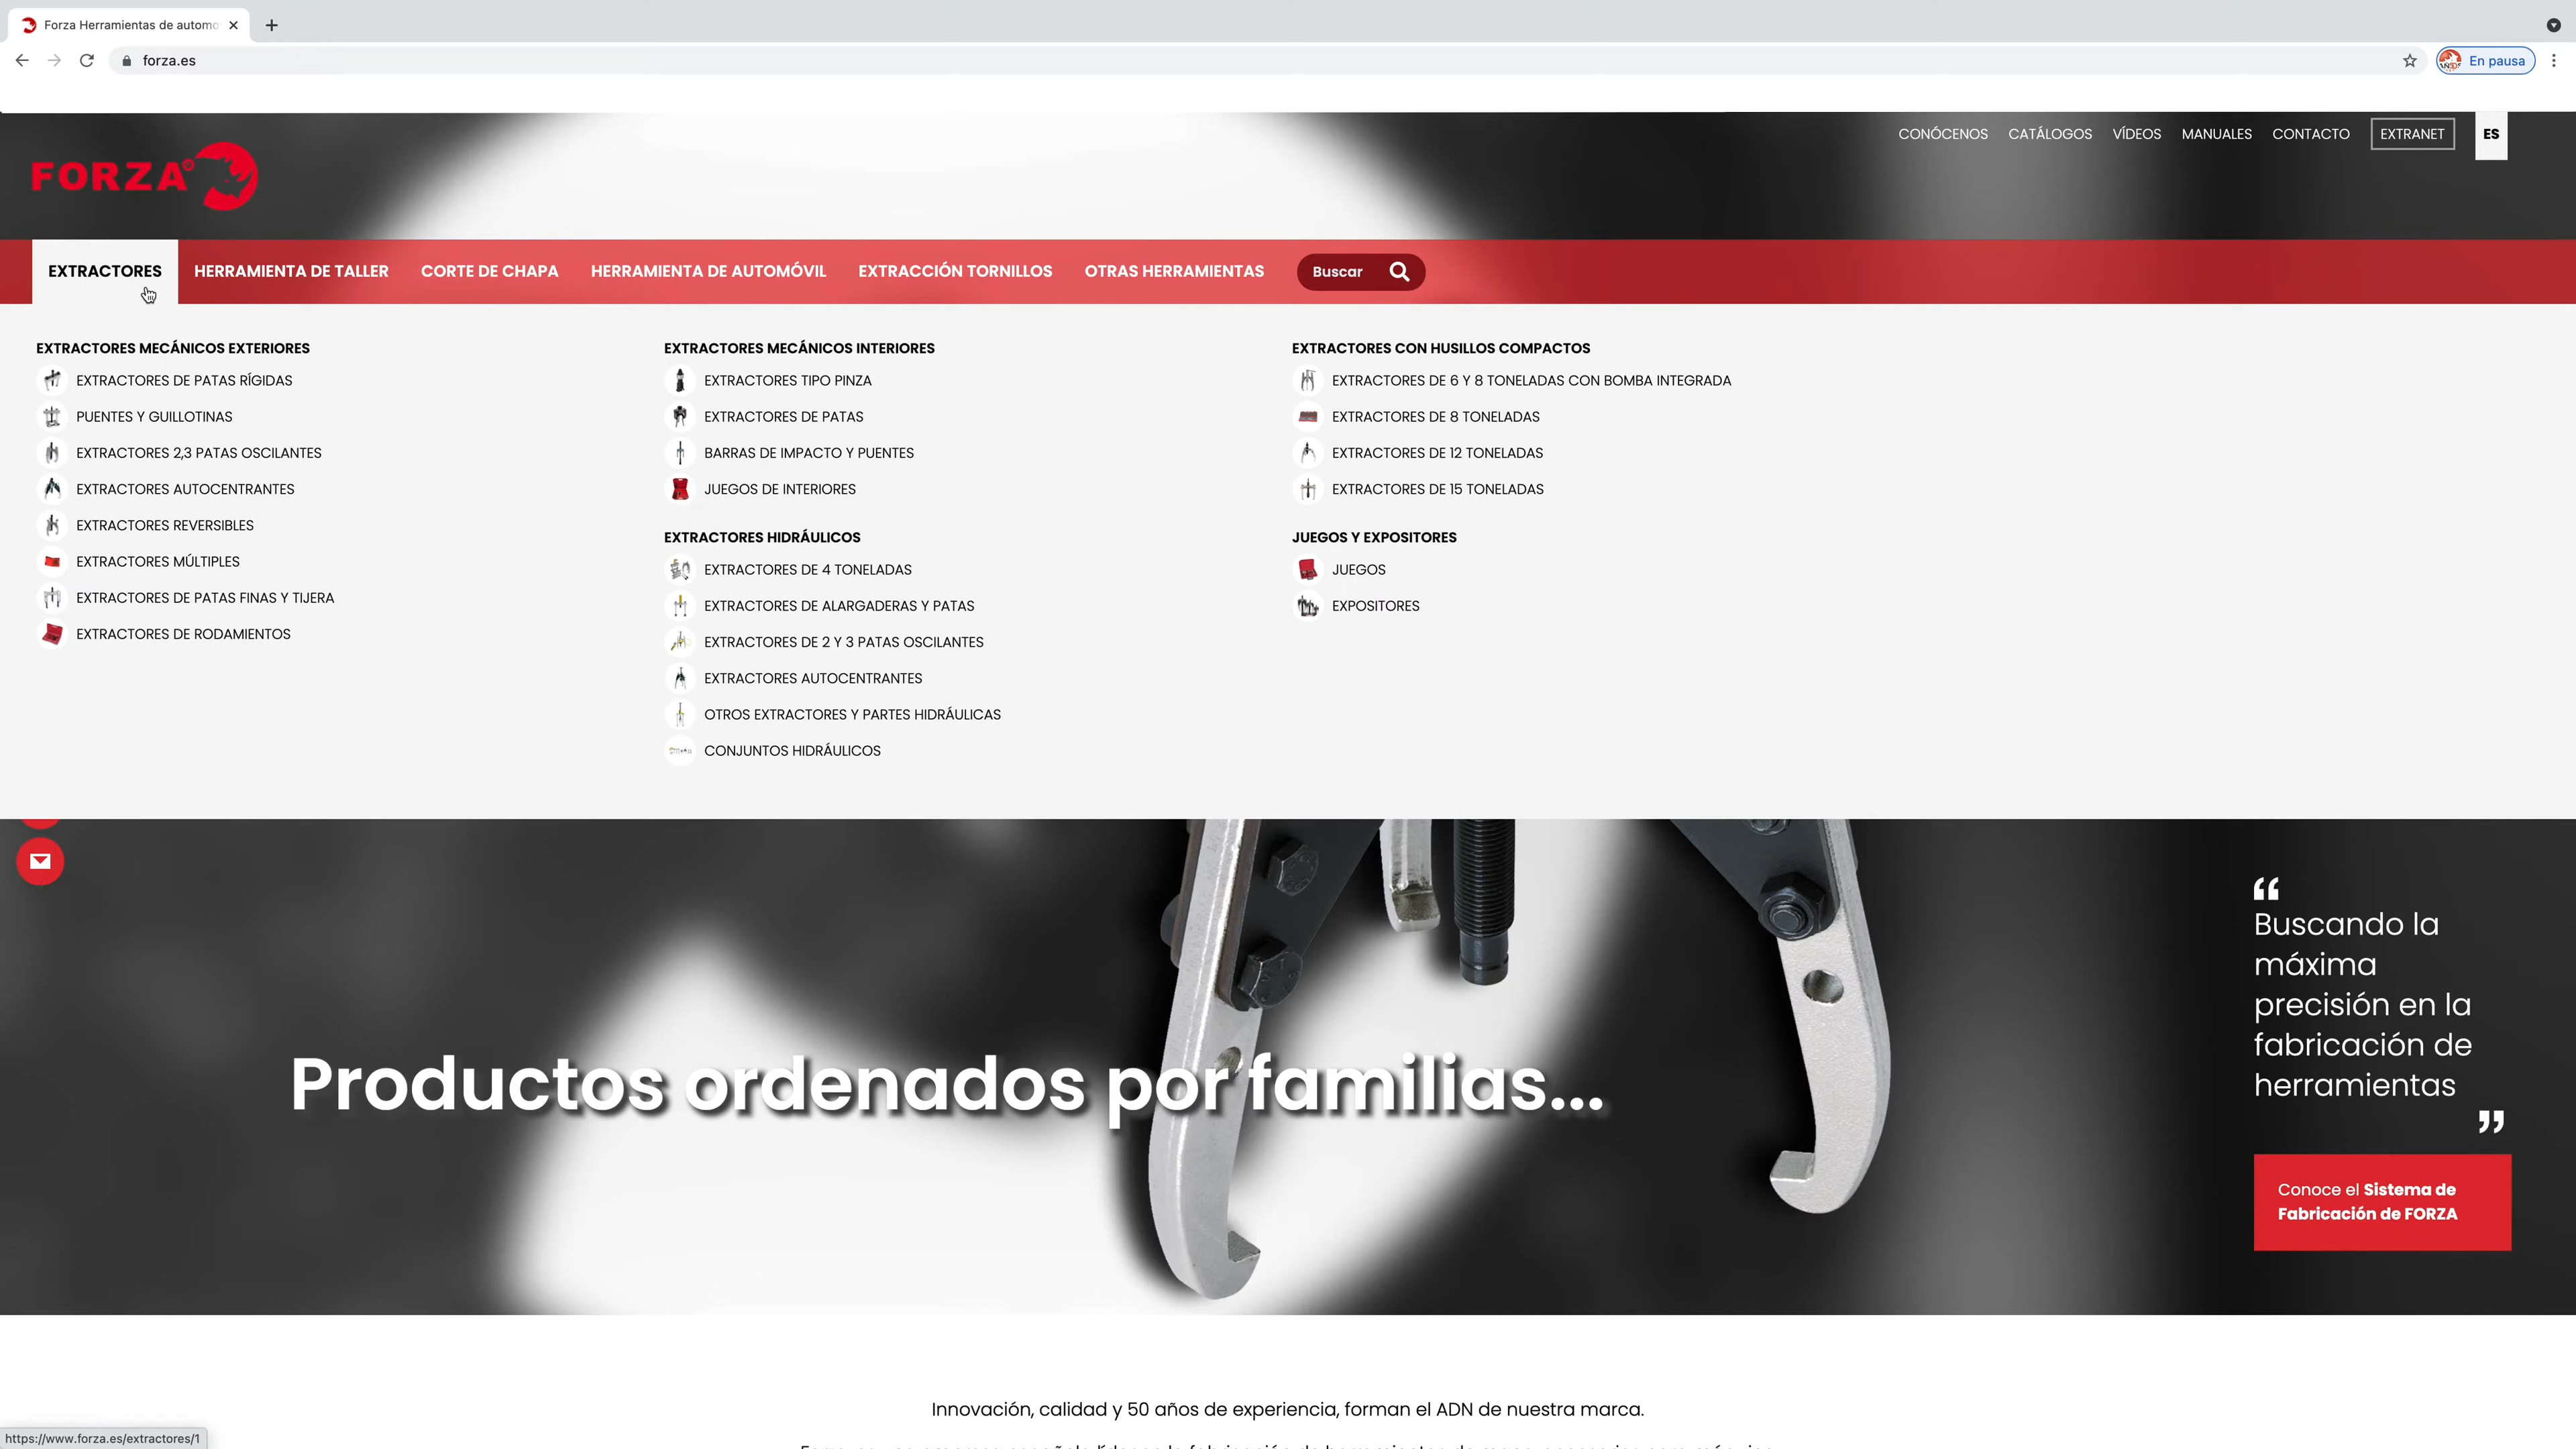 Forza Herramientas de automo
forza.es
En pausa
FORZA
CONÓCENOS
CATÁLOGOS
VÍDEOS
MANUALES
CONTACTO
EXTRANET
ES
EXTRACTORES
HERRAMIENTA DE TALLER
CORTE DE CHAPA
HERRAMIENTA DE AUTOMÓVIL
EXTRACCIÓN TORNILLOS
OTRAS HERRAMIENTAS
Buscar
EXTRACTORES MECÁNICOS EXTERIORES
EXTRACTORES DE PATAS RÍGIDAS
PUENTES Y GUILLOTINAS
EXTRACTORES 2,3 PATAS OSCILANTES
EXTRACTORES AUTOCENTRANTES
EXTRACTORES REVERSIBLES
EXTRACTORES MÚLTIPLES
EXTRACTORES DE PATAS FINAS Y TIJERA
EXTRACTORES DE RODAMIENTOS
EXTRACTORES MECÁNICOS INTERIORES
EXTRACTORES TIPO PINZA
EXTRACTORES DE PATAS
BARRAS DE IMPACTO Y PUENTES
JUEGOS DE INTERIORES
EXTRACTORES HIDRÁULICOS
EXTRACTORES DE 4 TONELADAS
EXTRACTORES DE ALARGADERAS Y PATAS
EXTRACTORES DE 2 Y 3 PATAS OSCILANTES
EXTRACTORES AUTOCENTRANTES
OTROS EXTRACTORES Y PARTES HIDRÁULICAS
CONJUNTOS HIDRÁULICOS
EXTRACTORES CON HUSILLOS COMPACTOS
EXTRACTORES DE 6 Y 8 TONELADAS CON BOMBA INTEGRADA
EXTRACTORES DE 8 TONELADAS
EXTRACTORES DE 12 TONELADAS
EXTRACTORES DE 15 TONELADAS
JUEGOS Y EXPOSITORES
JUEGOS
EXPOSITORES
Productos ordenados por familias...
“
Buscando la
máxima
precisión en la
fabricación de
herramientas
”
Conoce el Sistema de
Fabricación de FORZA
Innovación, calidad y 50 años de experiencia, forman el ADN de nuestra marca.
https://www.forza.es/extractores/1